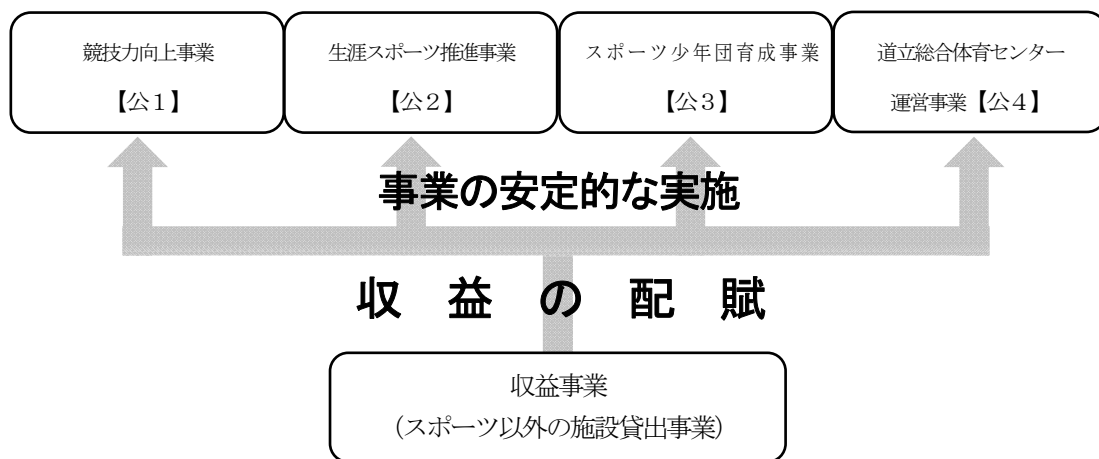 競技力向上事業
【公1】
生涯スポーツ推進事業
【公2】
スポーツ少年団育成事業
【公3】
道立総合体育センター
運営事業【公4】
事業の安定的な実施
収益の配賦
収益事業
(スポーツ以外の施設貸出事業)